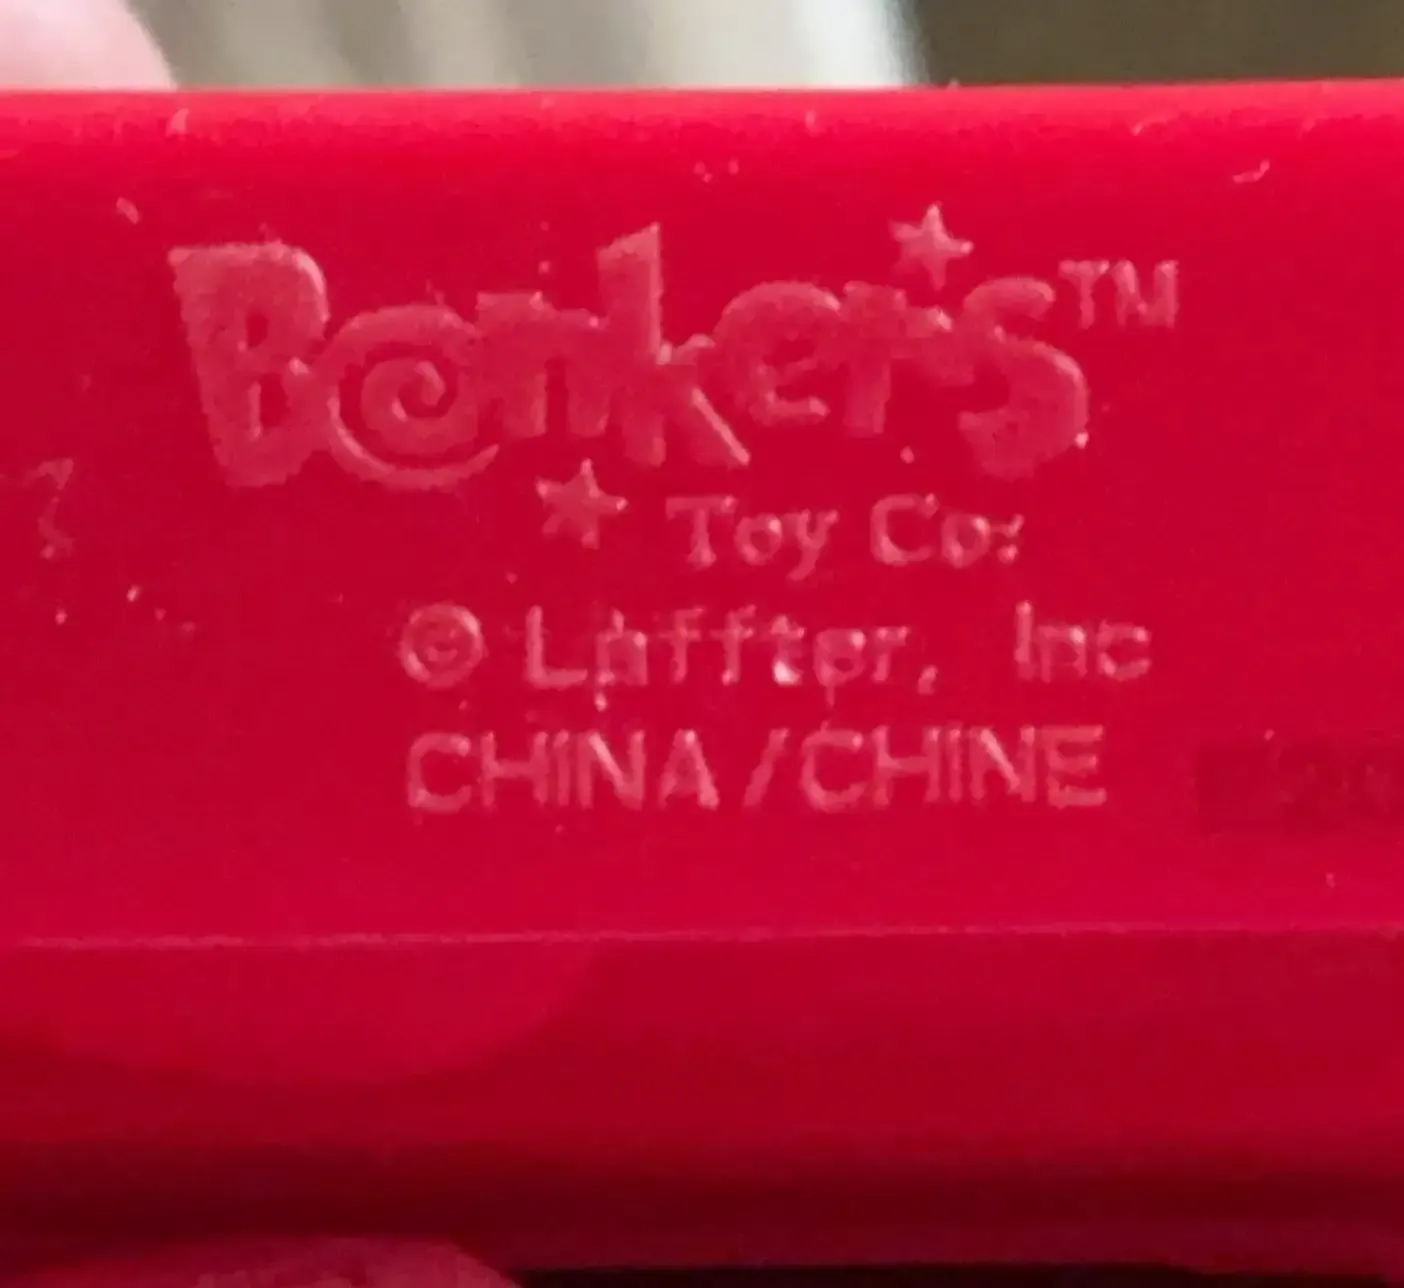 Bonkers™
Toy Co.
© Laffter, Inc
CHINA/CHINE